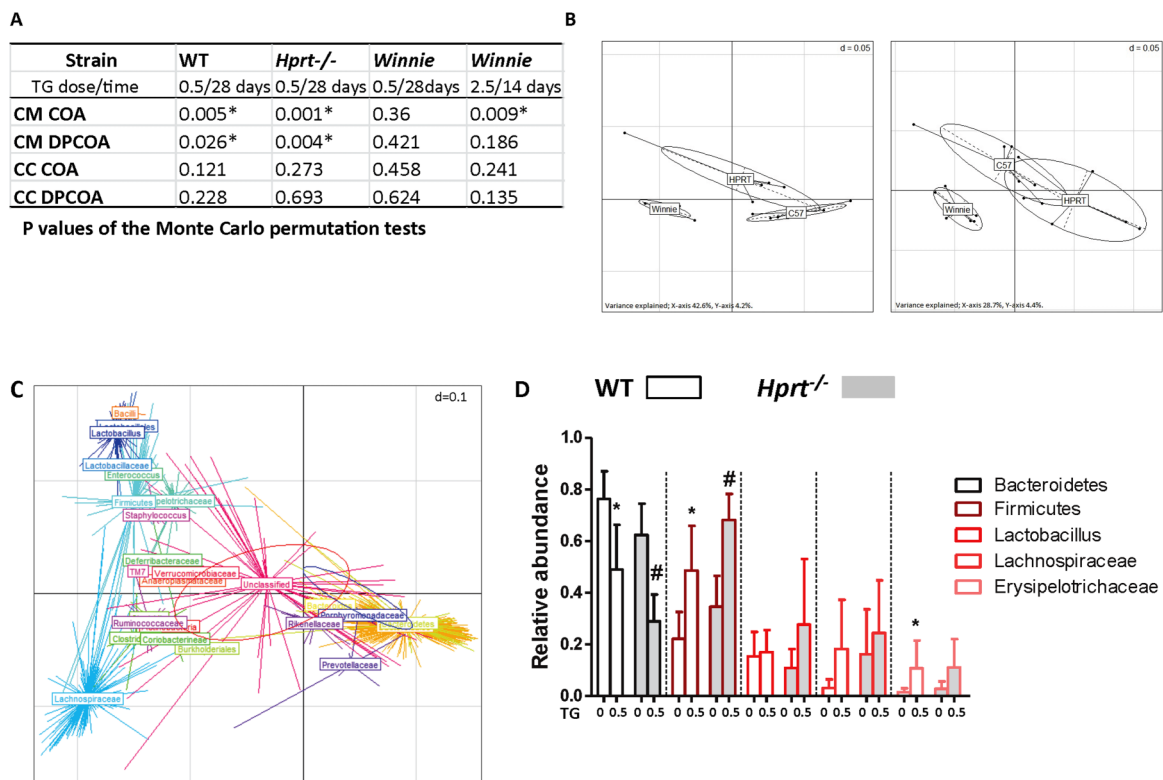 A
Strain WT Hprt-/- Winnie Winnie
TG dose/time 0.5/28 days 0.5/28 days 0.5/28days 2.5/14 days
CM COA 0.005* 0.001* 0.36 0.009*
CM DPCOA 0.026* 0.004* 0.421 0.186
CC COA 0.121 0.273 0.458 0.241
CC DPCOA 0.228 0.693 0.624 0.135
P values of the Monte Carlo permutation tests
B
d = 0.05
HPRT
Winnie
C57
Variance explained; X-axis 42.6%, Y-axis 4.2%.
d = 0.05
C57
Winnie
HPRT
Variance explained; X-axis 28.7%, Y-axis 4.4%.
C
d=0.1
Bacilli
Lactobacillus
Lactobacillaceae
Enterococcus
Firmicutes
pelotrichaceae
Staphylococcus
Deferribacteraceae
TM7
Verrucomicrobiaceae
Anaeroplasmataceae
Unclassified
Porphyromonadaceae
Ruminococcaceae
Rikenellaceae
Clostrid
Coriobacterineae
Burkholderiales
Prevotellaceae
Lachnospiraceae
D
WT
Hprt-/-
Relative abundance
1.0
0.8
0.6
0.4
0.2
0.0
* # * # *
TG 0 0.5 0 0.5 0 0.5 0 0.5 0 0.5 0 0.5 0 0.5 0 0.5 0 0.5 0 0.5
Bacteroidetes
Firmicutes
Lactobacillus
Lachnospiraceae
Erysipelotrichaceae